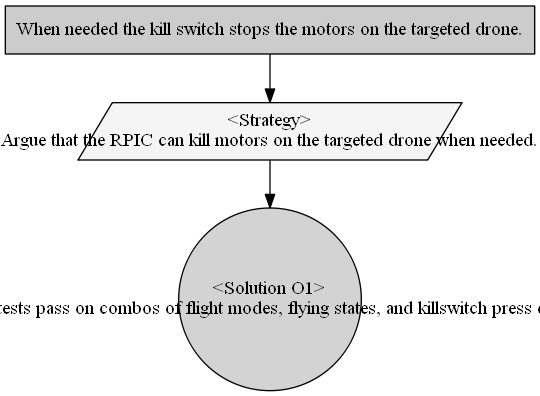 When needed the kill switch stops the motors on the targeted drone.
<Strategy>
Argue that the RPIC can kill motors on the targeted drone when needed.
<Solution O1>
tests pass on combos of flight modes, flying states, and killswitch press